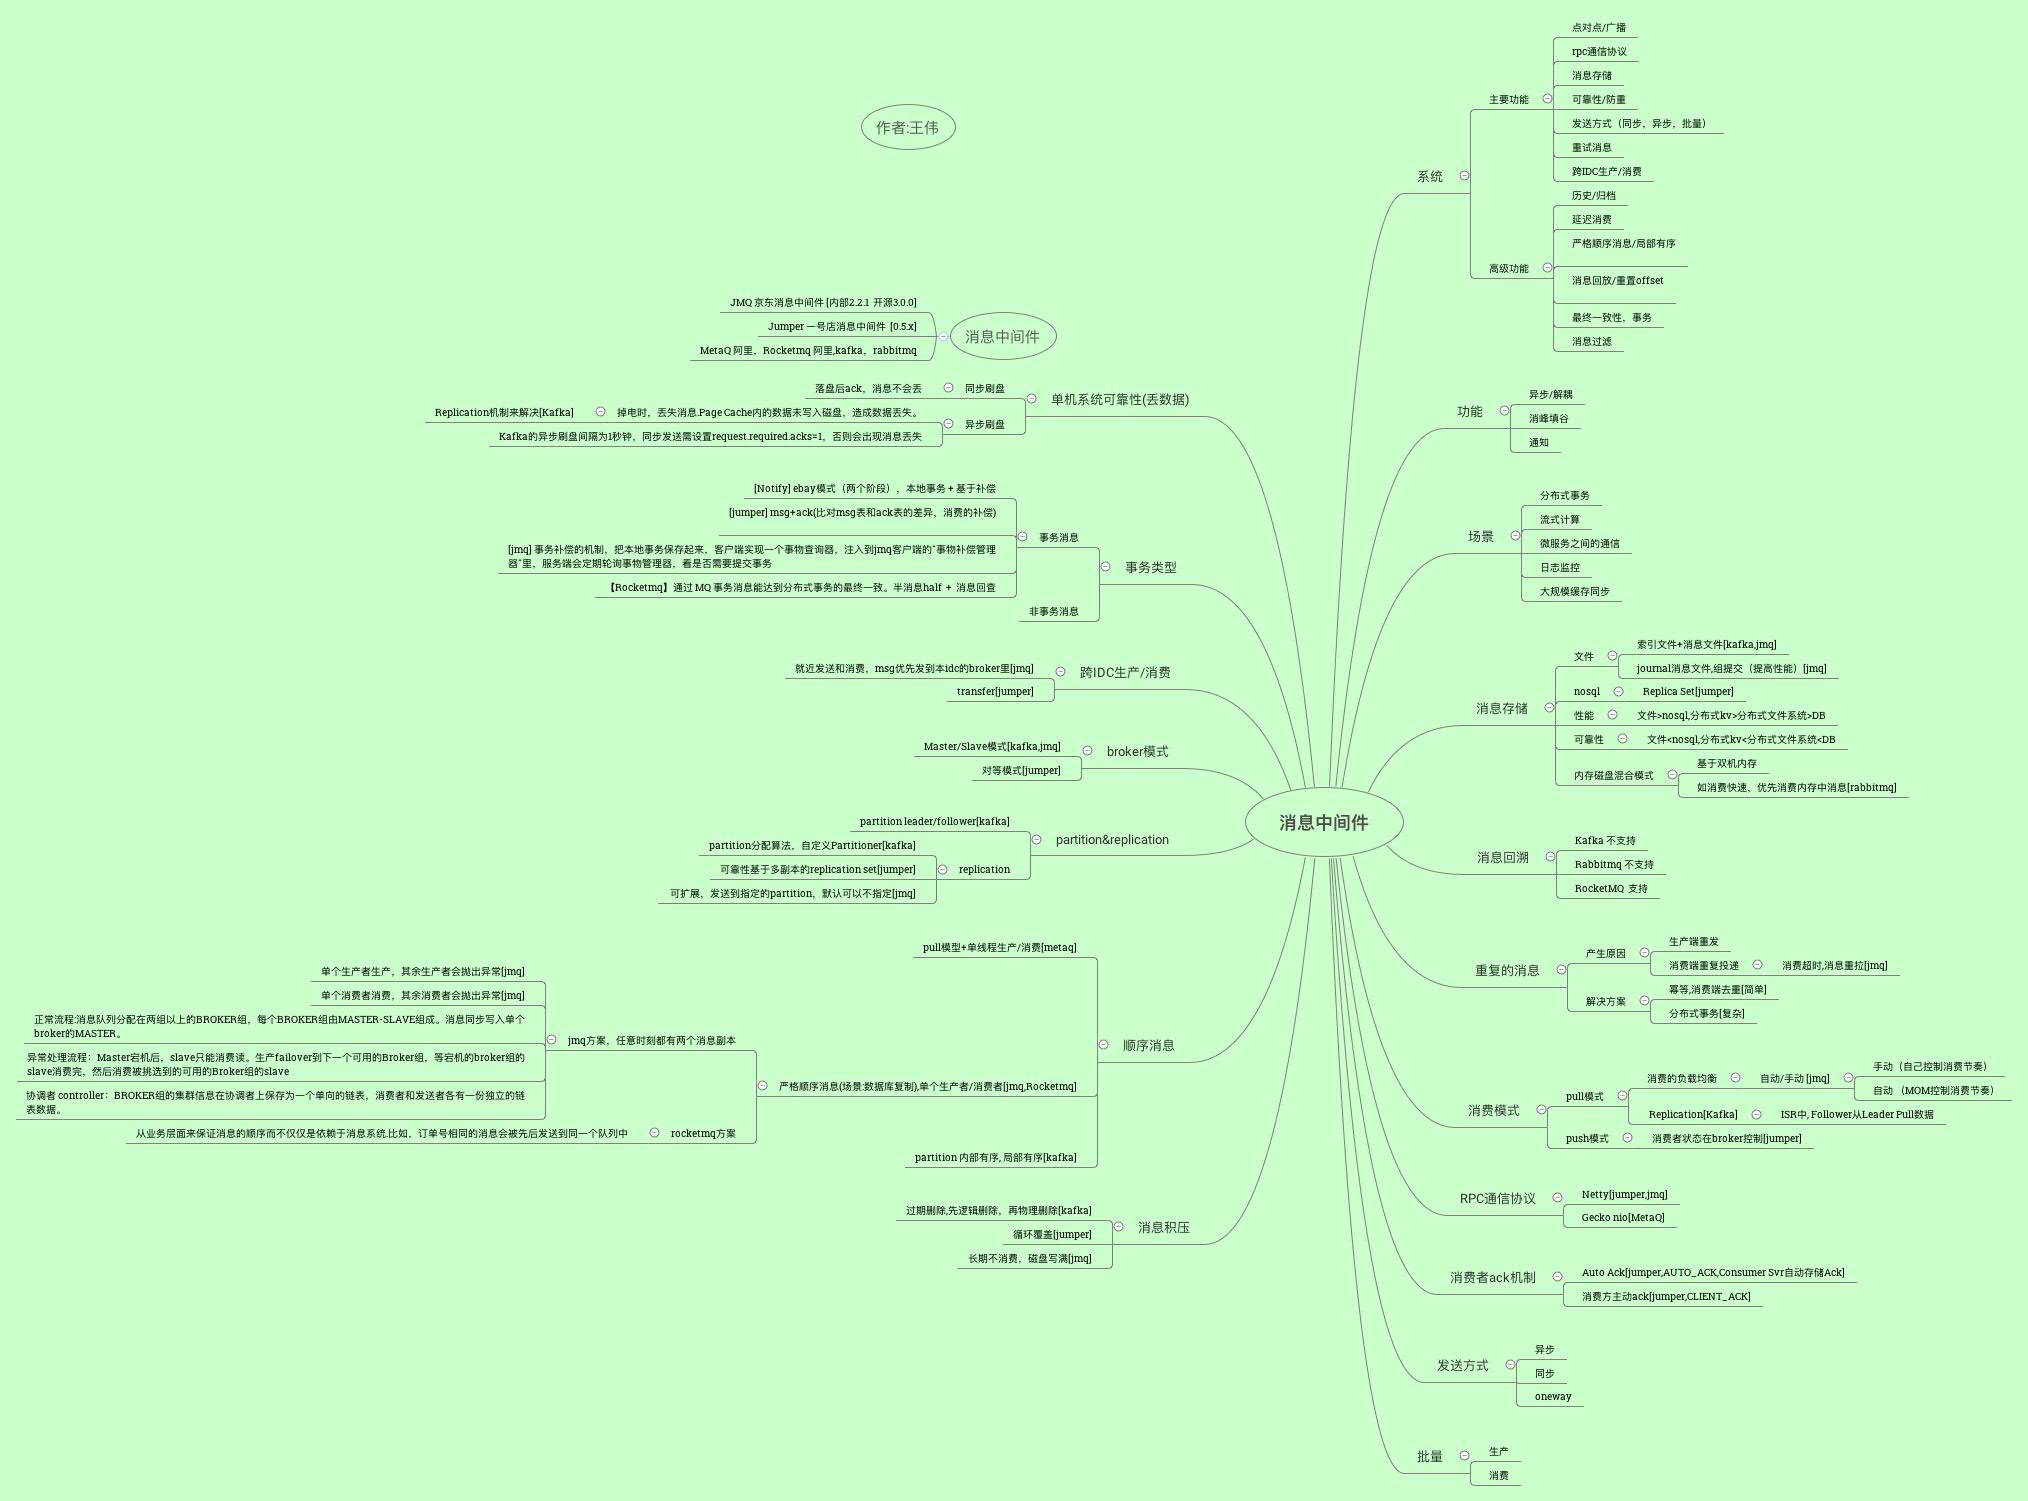 作者:王伟
消息中间件
JMQ 京东消息中间件 [内部2.2.1 开源3.0.0]
Jumper 一号店消息中间件 [0.5.x]
MetaQ 阿里，Rocketmq 阿里,kafka，rabbitmq
消息中间件
系统
主要功能
点对点/广播
rpc通信协议
消息存储
可靠性/防重
发送方式（同步，异步，批量）
重试消息
跨IDC生产/消费
高级功能
历史/归档
延迟消费
严格顺序消息/局部有序
消息回放/重置offset
最终一致性，事务
消息过滤
功能
异步/解耦
消峰填谷
通知
场景
分布式事务
流式计算
微服务之间的通信
日志监控
大规模缓存同步
消息存储
文件
索引文件+消息文件[kafka,jmq]
journal消息文件,组提交（提高性能）[jmq]
nosql
Replica Set[jumper]
性能
文件>nosql,分布式kv>分布式文件系统>DB
可靠性
文件<nosql,分布式kv<分布式文件系统<DB
内存磁盘混合模式
基于双机内存
如消费快速，优先消费内存中消息[rabbitmq]
消息回溯
Kafka 不支持
Rabbitmq 不支持
RocketMQ 支持
重复的消息
产生原因
生产端重发
消费端重复投递
消费超时,消息重拉[jmq]
解决方案
幂等,消费端去重[简单]
分布式事务[复杂]
消费模式
pull模式
消费的负载均衡
自动/手动 [jmq]
手动（自己控制消费节奏）
自动 （MOM控制消费节奏）
Replication[Kafka]
ISR中, Follower从Leader Pull数据
push模式
消费者状态在broker控制[jumper]
RPC通信协议
Netty[jumper,jmq]
Gecko nio[MetaQ]
消费者ack机制
Auto Ack[jumper,AUTO_ACK,Consumer Svr自动存储Ack]
消费方主动ack[jumper,CLIENT_ACK]
发送方式
异步
同步
oneway
批量
生产
消费
单机系统可靠性(丢数据)
同步刷盘
落盘后ack，消息不会丢
异步刷盘
掉电时，丢失消息.Page Cache内的数据未写入磁盘，造成数据丢失。
Replication机制来解决[Kafka]
Kafka的异步刷盘间隔为1秒钟，同步发送需设置request.required.acks=1，否则会出现消息丢失
事务类型
事务消息
[Notify] ebay模式（两个阶段），本地事务 + 基于补偿
[jumper] msg+ack(比对msg表和ack表的差异，消费的补偿)
[jmq] 事务补偿的机制，把本地事务保存起来，客户端实现一个事物查询器，注入到jmq客户端的"事物补偿管理
器"里，服务端会定期轮询事物管理器，看是否需要提交事务
【Rocketmq】通过 MQ 事务消息能达到分布式事务的最终一致。半消息half + 消息回查
非事务消息
跨IDC生产/消费
就近发送和消费，msg优先发到本idc的broker里[jmq]
transfer[jumper]
broker模式
Master/Slave模式[kafka,jmq]
对等模式[jumper]
partition&replication
partition leader/follower[kafka]
replication
partition分配算法，自定义Partitioner[kafka]
可靠性基于多副本的replication set[jumper]
可扩展，发送到指定的partition，默认可以不指定[jmq]
顺序消息
pull模型+单线程生产/消费[metaq]
严格顺序消息(场景:数据库复制),单个生产者/消费者[jmq,Rocketmq]
jmq方案，任意时刻都有两个消息副本
单个生产者生产，其余生产者会抛出异常[jmq]
单个消费者消费，其余消费者会抛出异常[jmq]
正常流程:消息队列分配在两组以上的BROKER组，每个BROKER组由MASTER-SLAVE组成。消息同步写入单个
broker的MASTER。
异常处理流程：Master宕机后，slave只能消费读。生产failover到下一个可用的Broker组，等宕机的broker组的
slave消费完，然后消费被挑选到的可用的Broker组的slave
协调者 controller：BROKER组的集群信息在协调者上保存为一个单向的链表，消费者和发送者各有一份独立的链
表数据。
rocketmq方案
从业务层面来保证消息的顺序而不仅仅是依赖于消息系统.比如，订单号相同的消息会被先后发送到同一个队列中
partition 内部有序, 局部有序[kafka]
消息积压
过期删除,先逻辑删除，再物理删除[kafka]
循环覆盖[jumper]
长期不消费，磁盘写满[jmq]